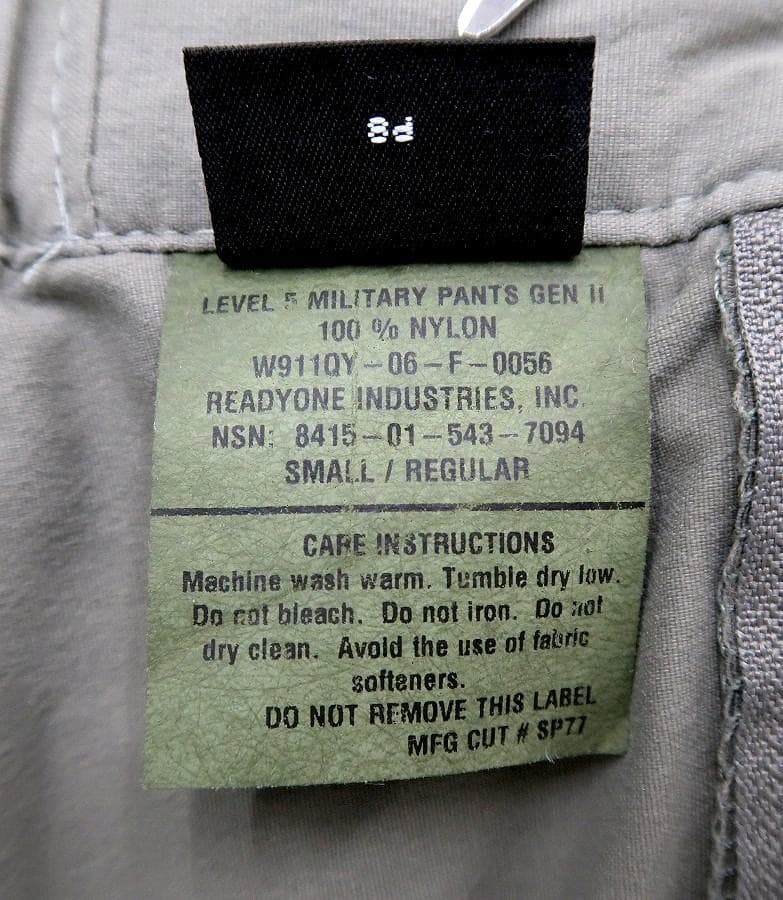 LEVEL 5 MILITARY PANTS GEN II
100 % NYLON
W911QY-06-F-0056
READYONE INDUSTRIES, INC.
NSN: 8415-01-543-7094
SMALL / REGULAR
CARE INSTRUCTIONS
Machine wash warm. Tumble dry low.
Do not bleach. Do not iron. Do not
dry clean. Avoid the use of fabric
softeners.
DO NOT REMOVE THIS LABEL
MFG CUT # SP77